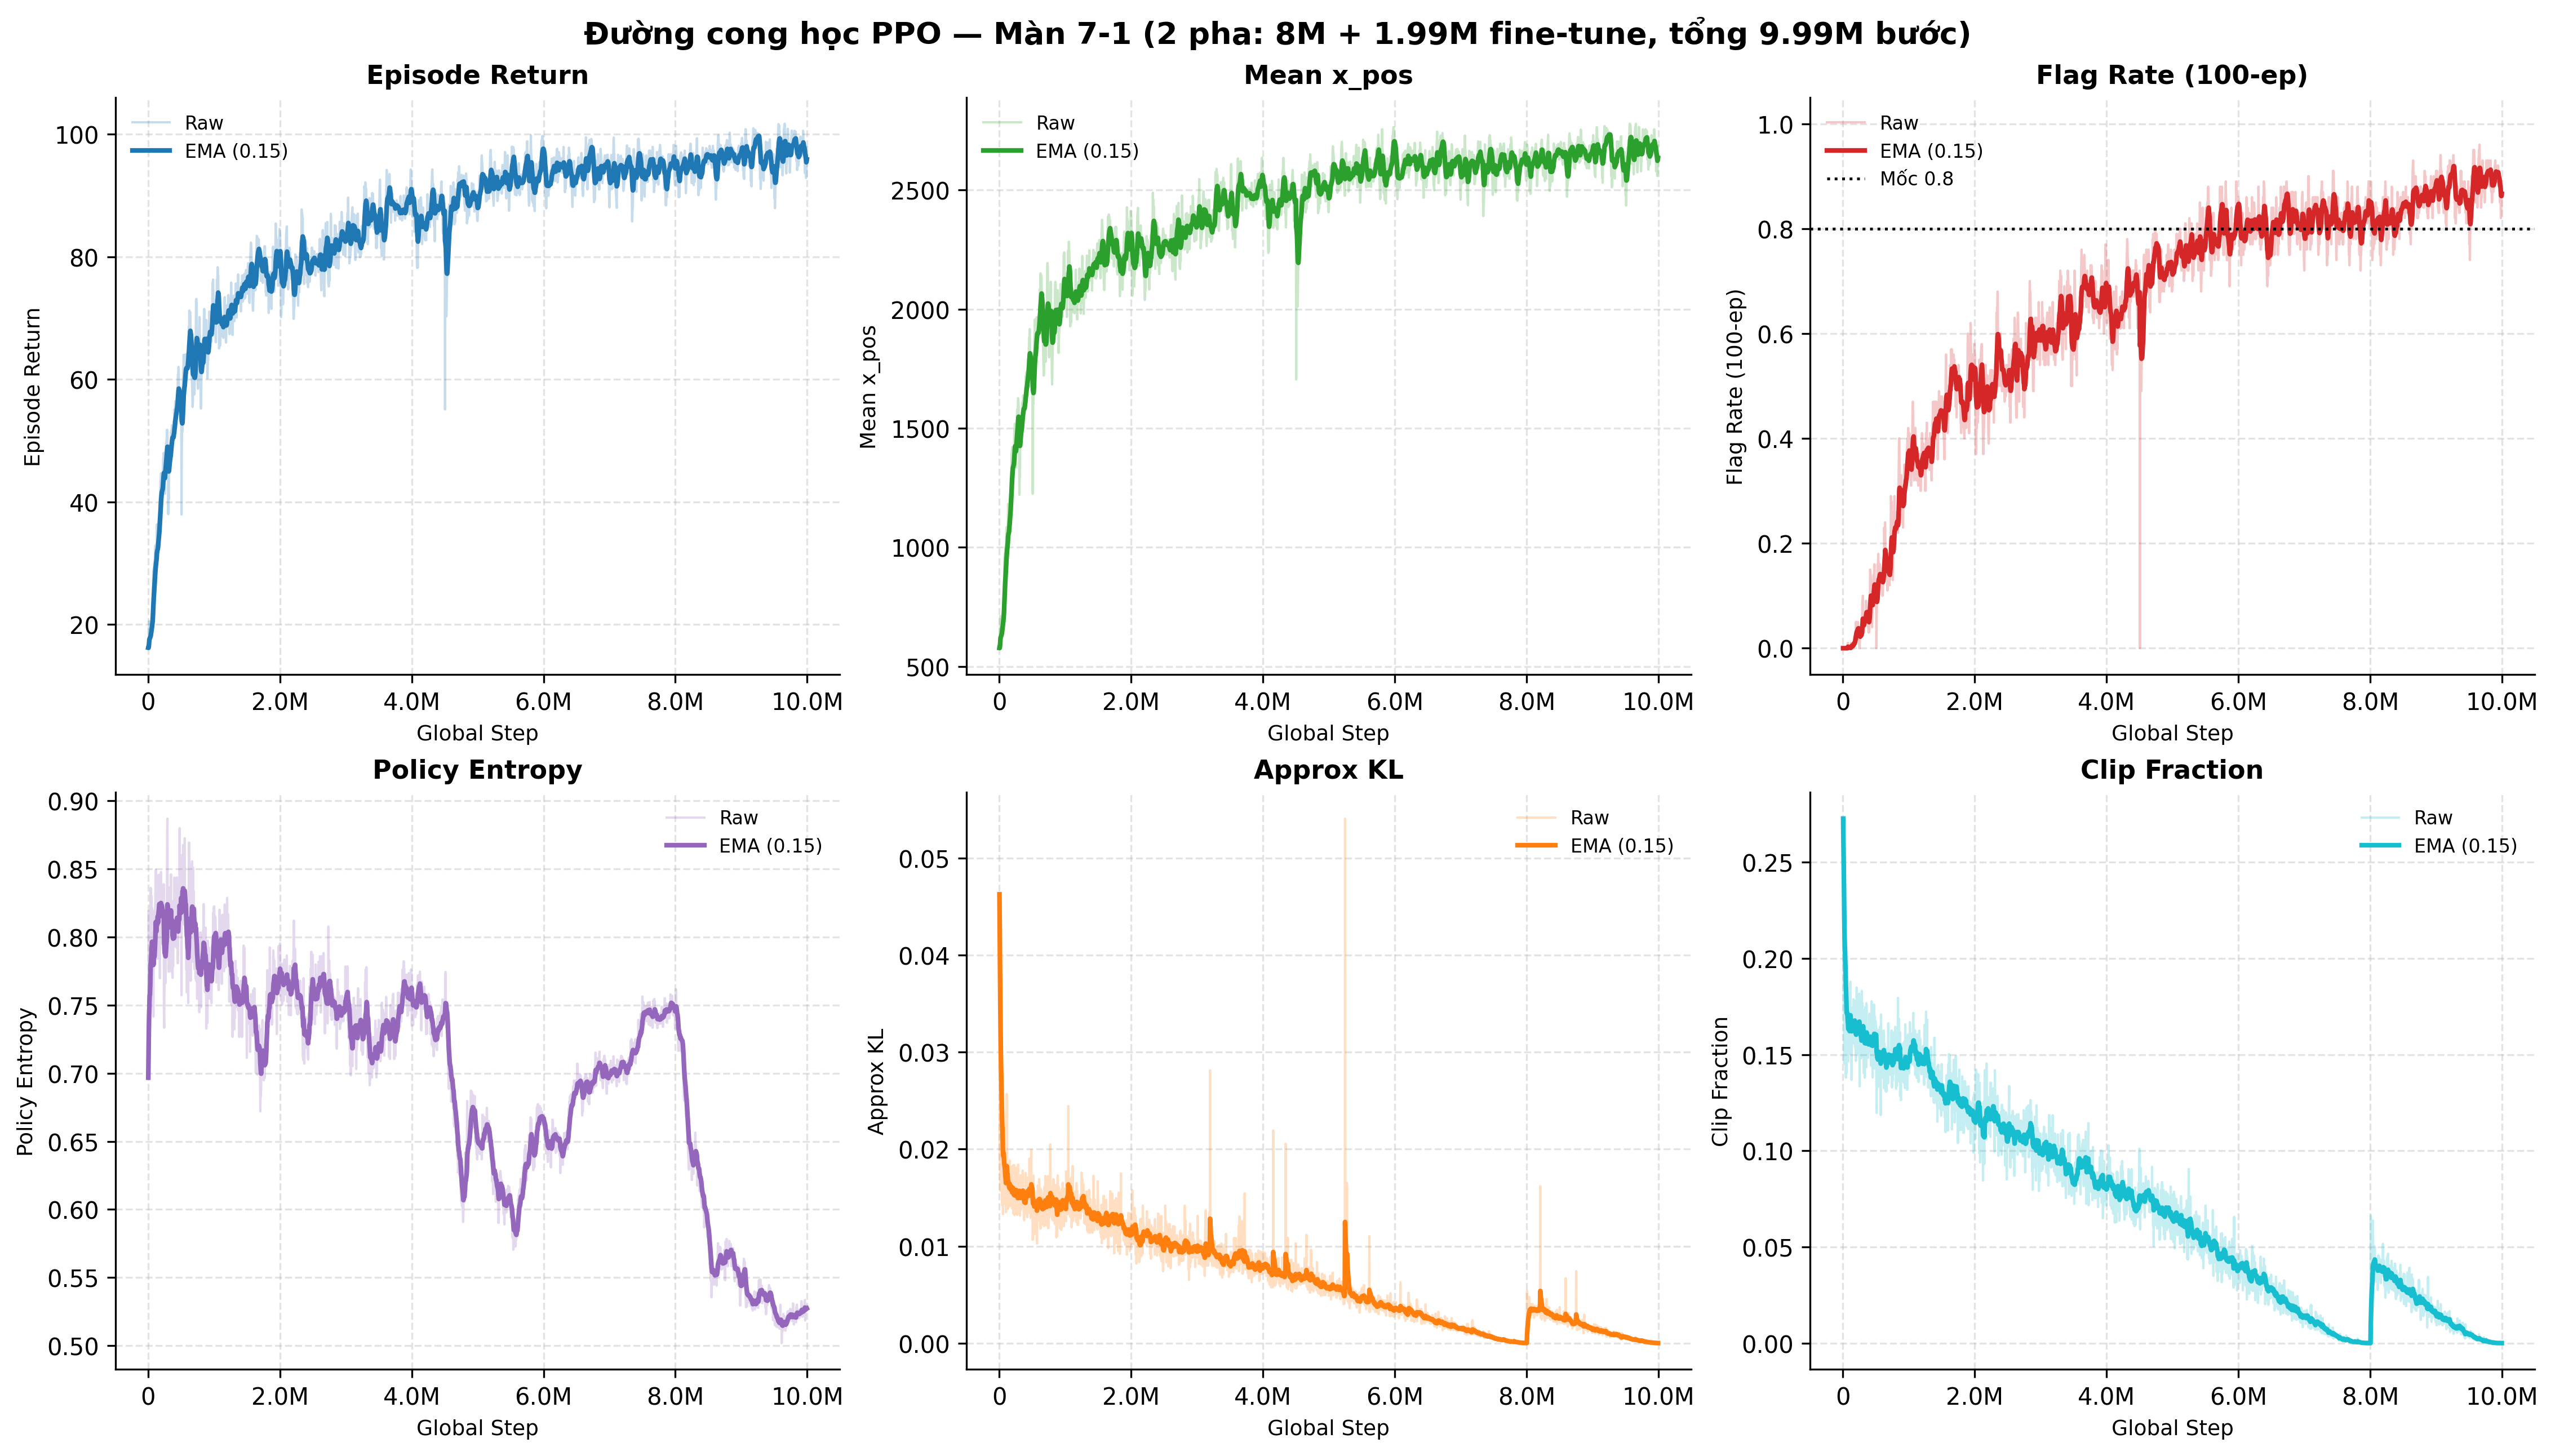 Đường cong học PPO — Màn 7-1 (2 pha: 8M + 1.99M fine-tune, tổng 9.99M bước)
Episode Return
Raw
EMA (0.15)
100
80
60
40
20
Episode Return
0 2.0M 4.0M 6.0M 8.0M 10.0M
Global Step
Mean x_pos
Raw
EMA (0.15)
2500
2000
1500
1000
500
Mean x_pos
0 2.0M 4.0M 6.0M 8.0M 10.0M
Global Step
Flag Rate (100-ep)
Raw
EMA (0.15)
Mốc 0.8
1.0
0.8
0.6
0.4
0.2
0.0
Flag Rate (100-ep)
0 2.0M 4.0M 6.0M 8.0M 10.0M
Global Step
Policy Entropy
Raw
EMA (0.15)
0.90
0.85
0.80
0.75
0.70
0.65
0.60
0.55
0.50
Policy Entropy
0 2.0M 4.0M 6.0M 8.0M 10.0M
Global Step
Approx KL
Raw
EMA (0.15)
0.05
0.04
0.03
0.02
0.01
0.00
Approx KL
0 2.0M 4.0M 6.0M 8.0M 10.0M
Global Step
Clip Fraction
Raw
EMA (0.15)
0.25
0.20
0.15
0.10
0.05
0.00
Clip Fraction
0 2.0M 4.0M 6.0M 8.0M 10.0M
Global Step